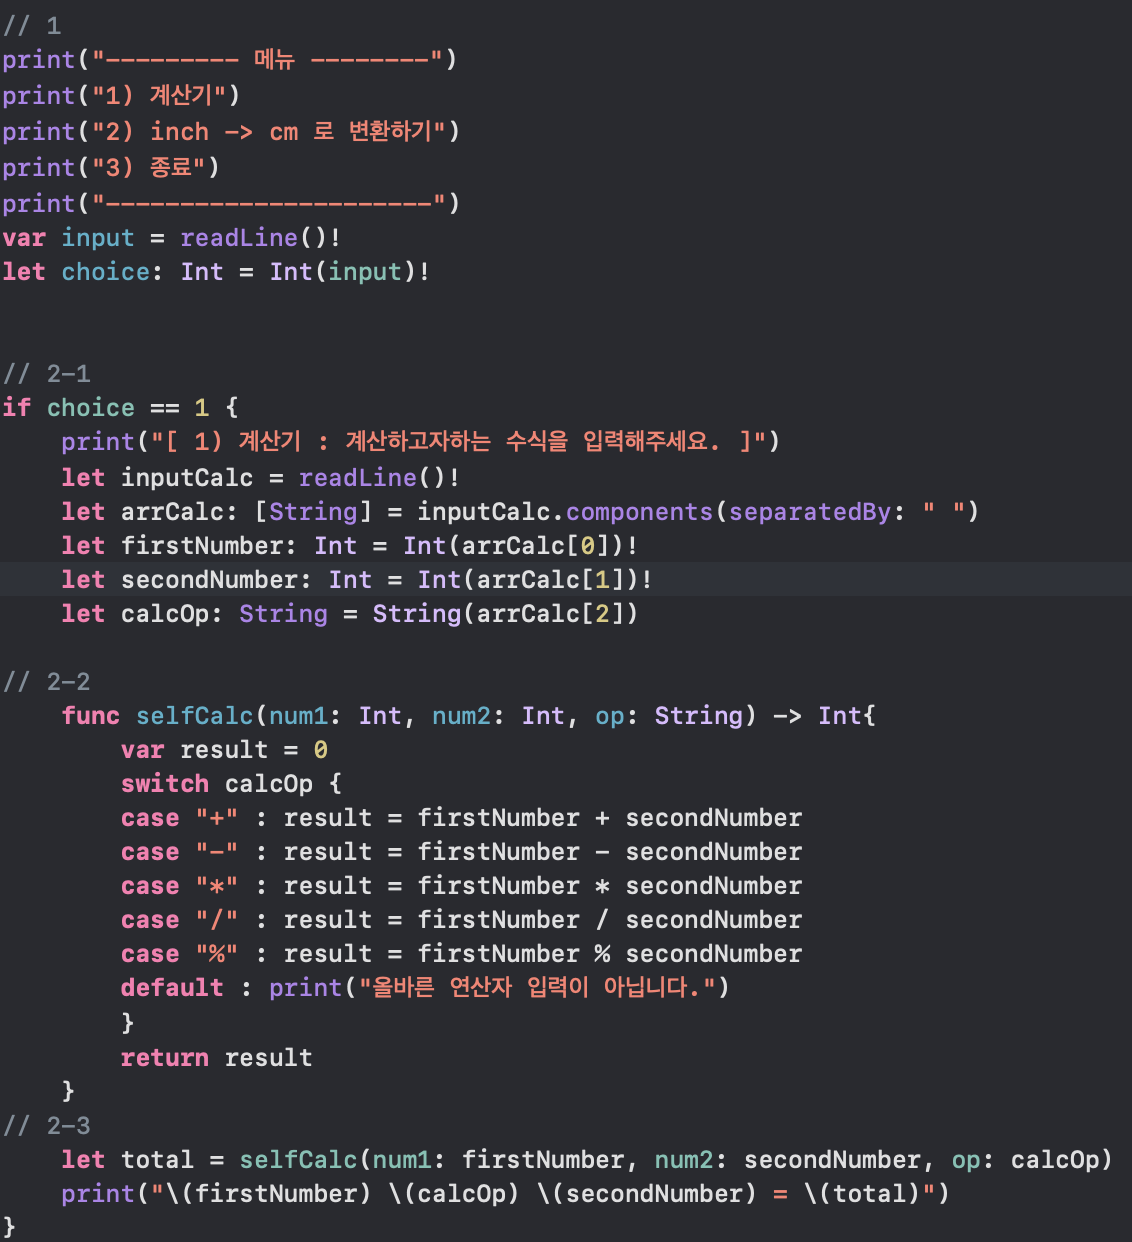 // 1
print("--------- 메뉴 --------")
print("1) 계산기")
print("2) inch -> cm 로 변환하기")
print("3) 종료")
print("----------------------")
var input = readLine()!
let choice: Int = Int(input)!
// 2-1
if choice == 1 {
    print("[ 1) 계산기 : 계산하고자하는 수식을 입력해주세요. ]")
    let inputCalc = readLine()!
    let arrCalc: [String] = inputCalc.components(separatedBy: " ")
    let firstNumber: Int = Int(arrCalc[0])!
    let secondNumber: Int = Int(arrCalc[1])!
    let calcOp: String = String(arrCalc[2])
// 2-2
    func selfCalc(num1: Int, num2: Int, op: String) -> Int{
        var result = 0
        switch calcOp {
        case "+" : result = firstNumber + secondNumber
        case "-" : result = firstNumber - secondNumber
        case "*" : result = firstNumber * secondNumber
        case "/" : result = firstNumber / secondNumber
        case "%" : result = firstNumber % secondNumber
        default : print("올바른 연산자 입력이 아닙니다.")
        }
        return result
    }
// 2-3
    let total = selfCalc(num1: firstNumber, num2: secondNumber, op: calcOp)
    print("\(firstNumber) \(calcOp) \(secondNumber) = \(total)")
}